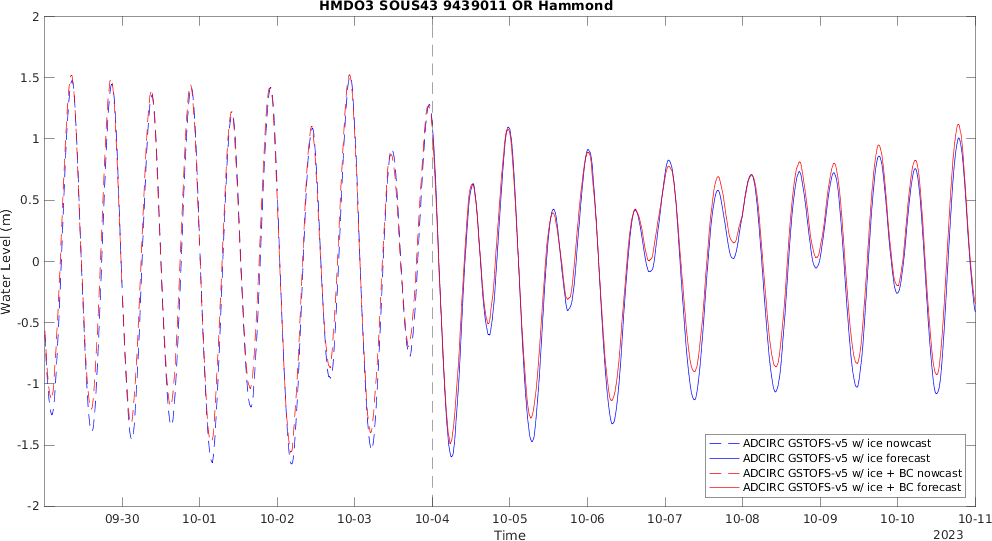 HMDO3 SOUS43 9439011 OR Hammond
2
1.5
1
0.5
0
-0.5
-1
-1.5
-2
Water Level (m)
09-30 10-01 10-02 10-03 10-04 10-05 10-06 10-07 10-08 10-09 10-10 10-11
Time
2023
ADCIRC GSTOFS-v5 w/ ice nowcast
ADCIRC GSTOFS-v5 w/ ice forecast
ADCIRC GSTOFS-v5 w/ ice + BC nowcast
ADCIRC GSTOFS-v5 w/ ice + BC forecast